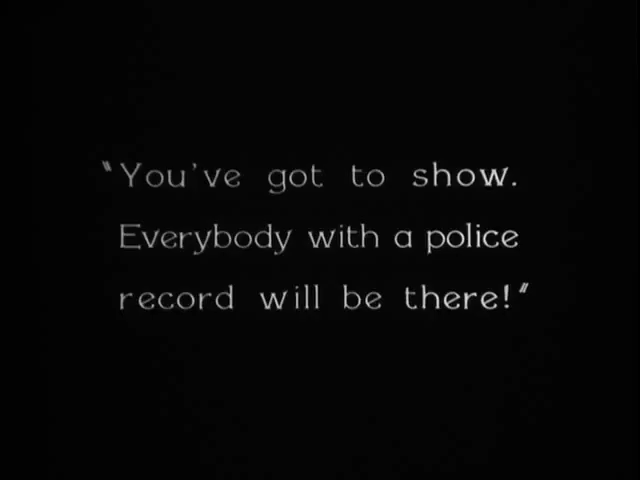 "You've got to show.
Everybody with a police
record will be there!"